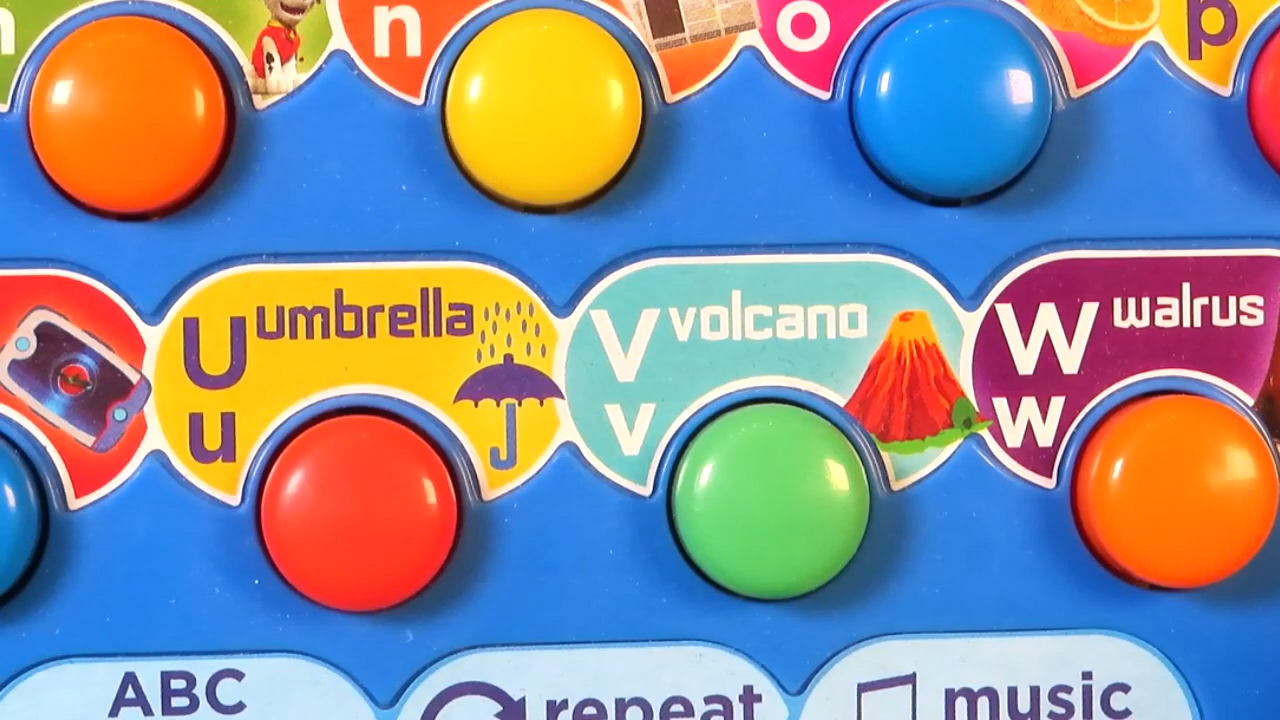 n
o
p
U umbrella
u
V volcano
v
W walrus
w
ABC
repeat
music